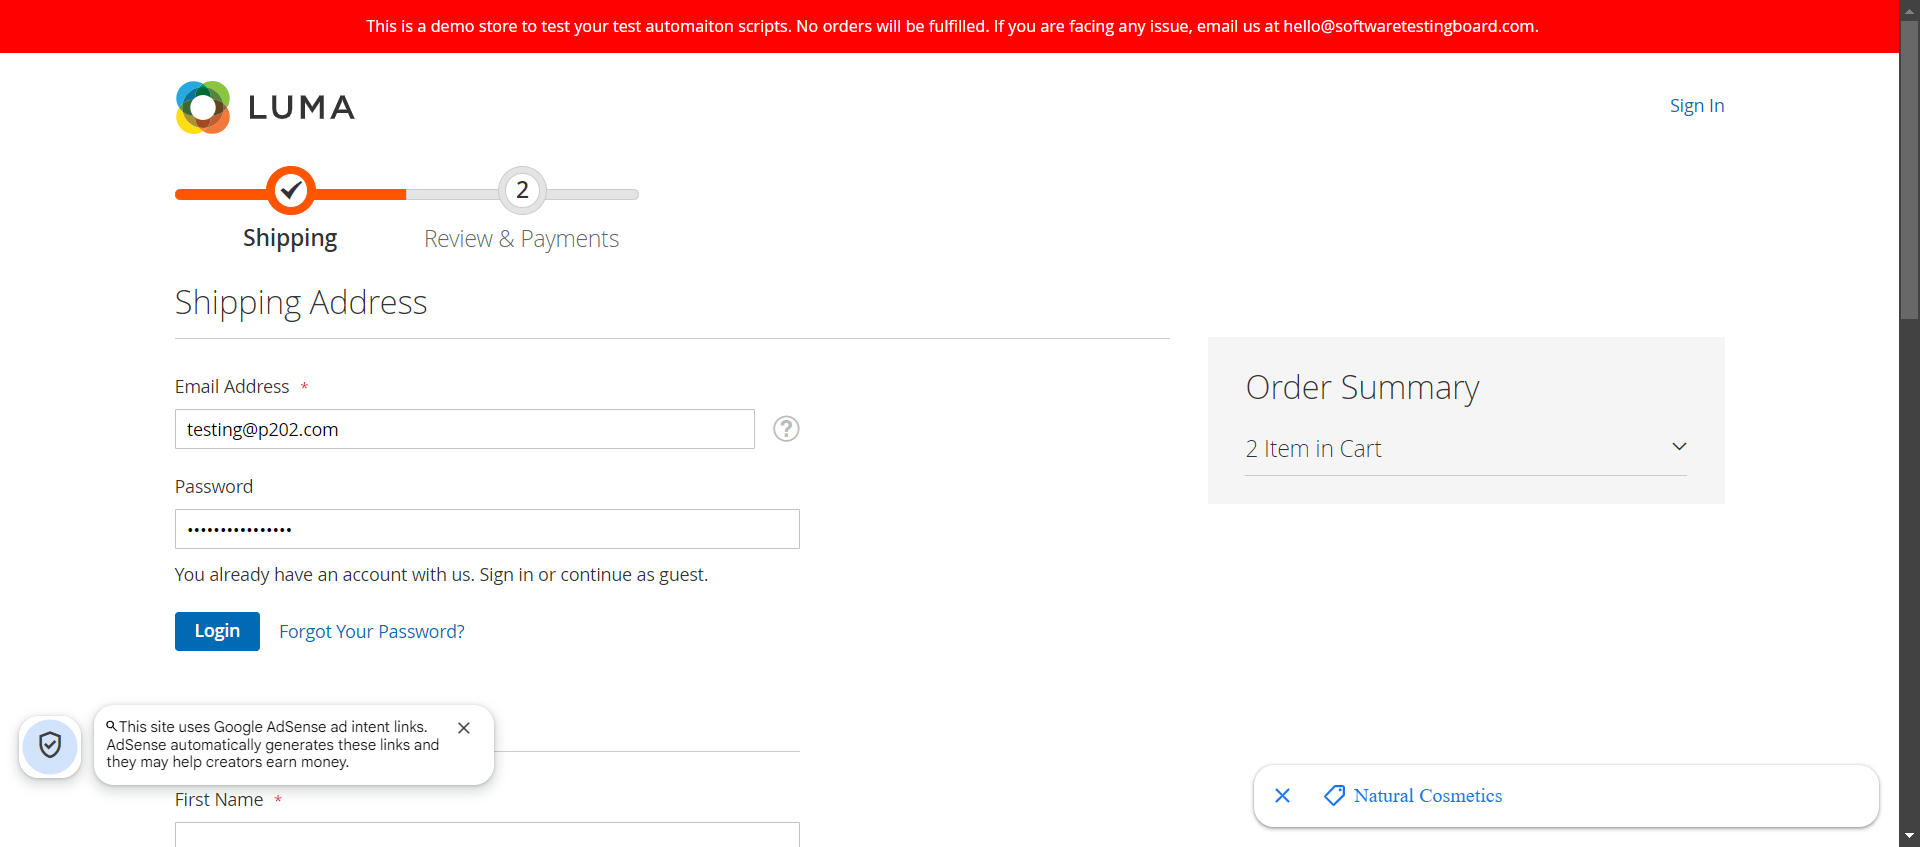 This is a demo store to test your test automaiton scripts. No orders will be fulfilled. If you are facing any issue, email us at hello@softwaretestingboard.com.
LUMA
Sign In
2
Shipping
Review & Payments
Shipping Address
Email Address *
testing@p202.com
?
Password
••••••••••••••••
You already have an account with us. Sign in or continue as guest.
Login
Forgot Your Password?
Order Summary
2 Item in Cart
This site uses Google AdSense ad intent links.
AdSense automatically generates these links and
they may help creators earn money.
First Name *
Natural Cosmetics